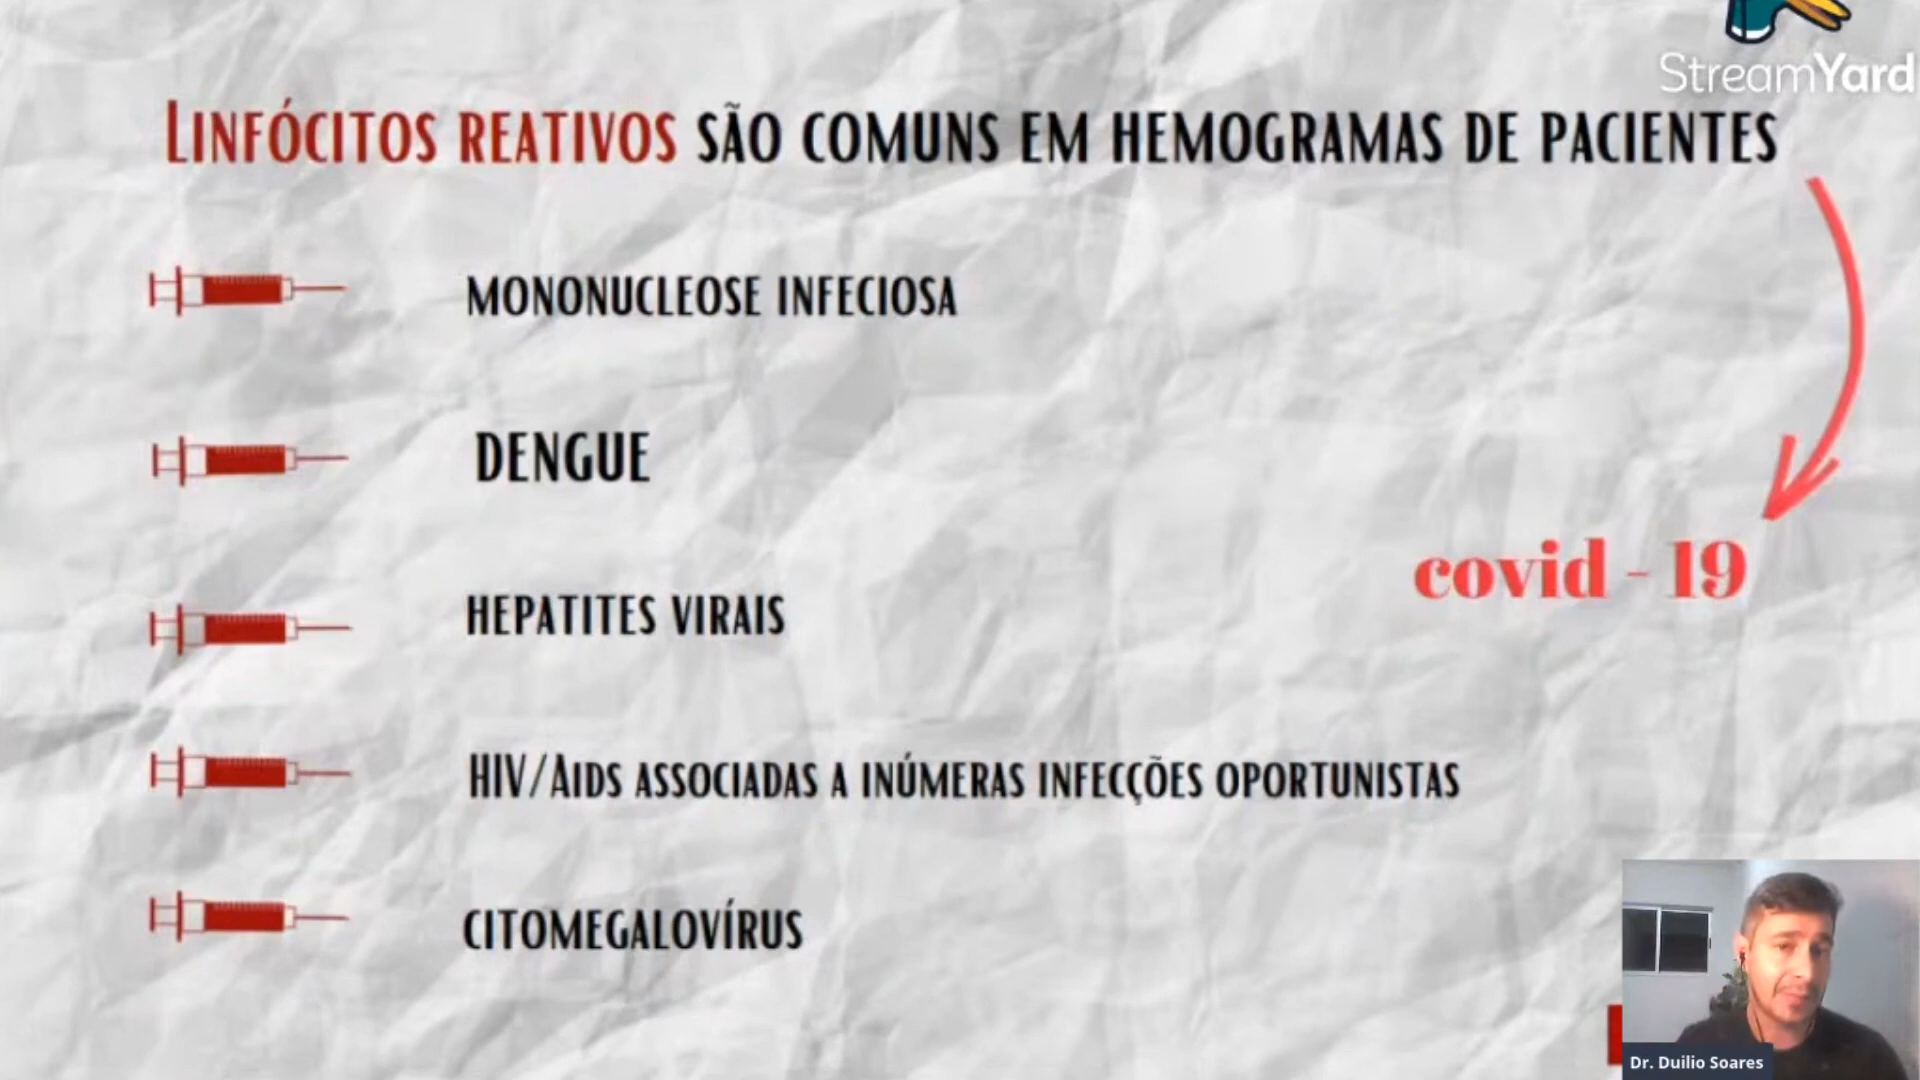 StreamYard
Linfócitos reativos são comuns em hemogramas de pacientes
mononucleose infeciosa
DENGUE
covid - 19
hepatites virais
HIV/Aids associadas a inúmeras infecções oportunistas
citomegalovírus
Dr. Duilio Soares